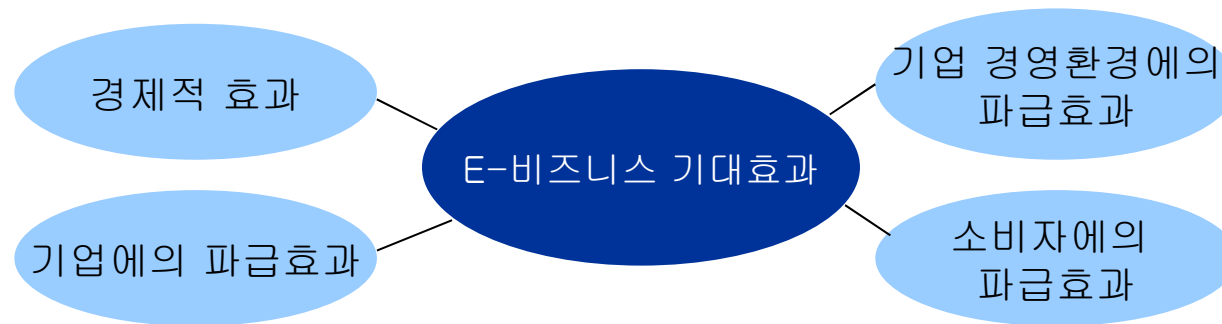 경제적 효과
기업에의 파급효과
E-비즈니스 기대효과
기업 경영환경에의
파급효과
소비자에의
파급효과